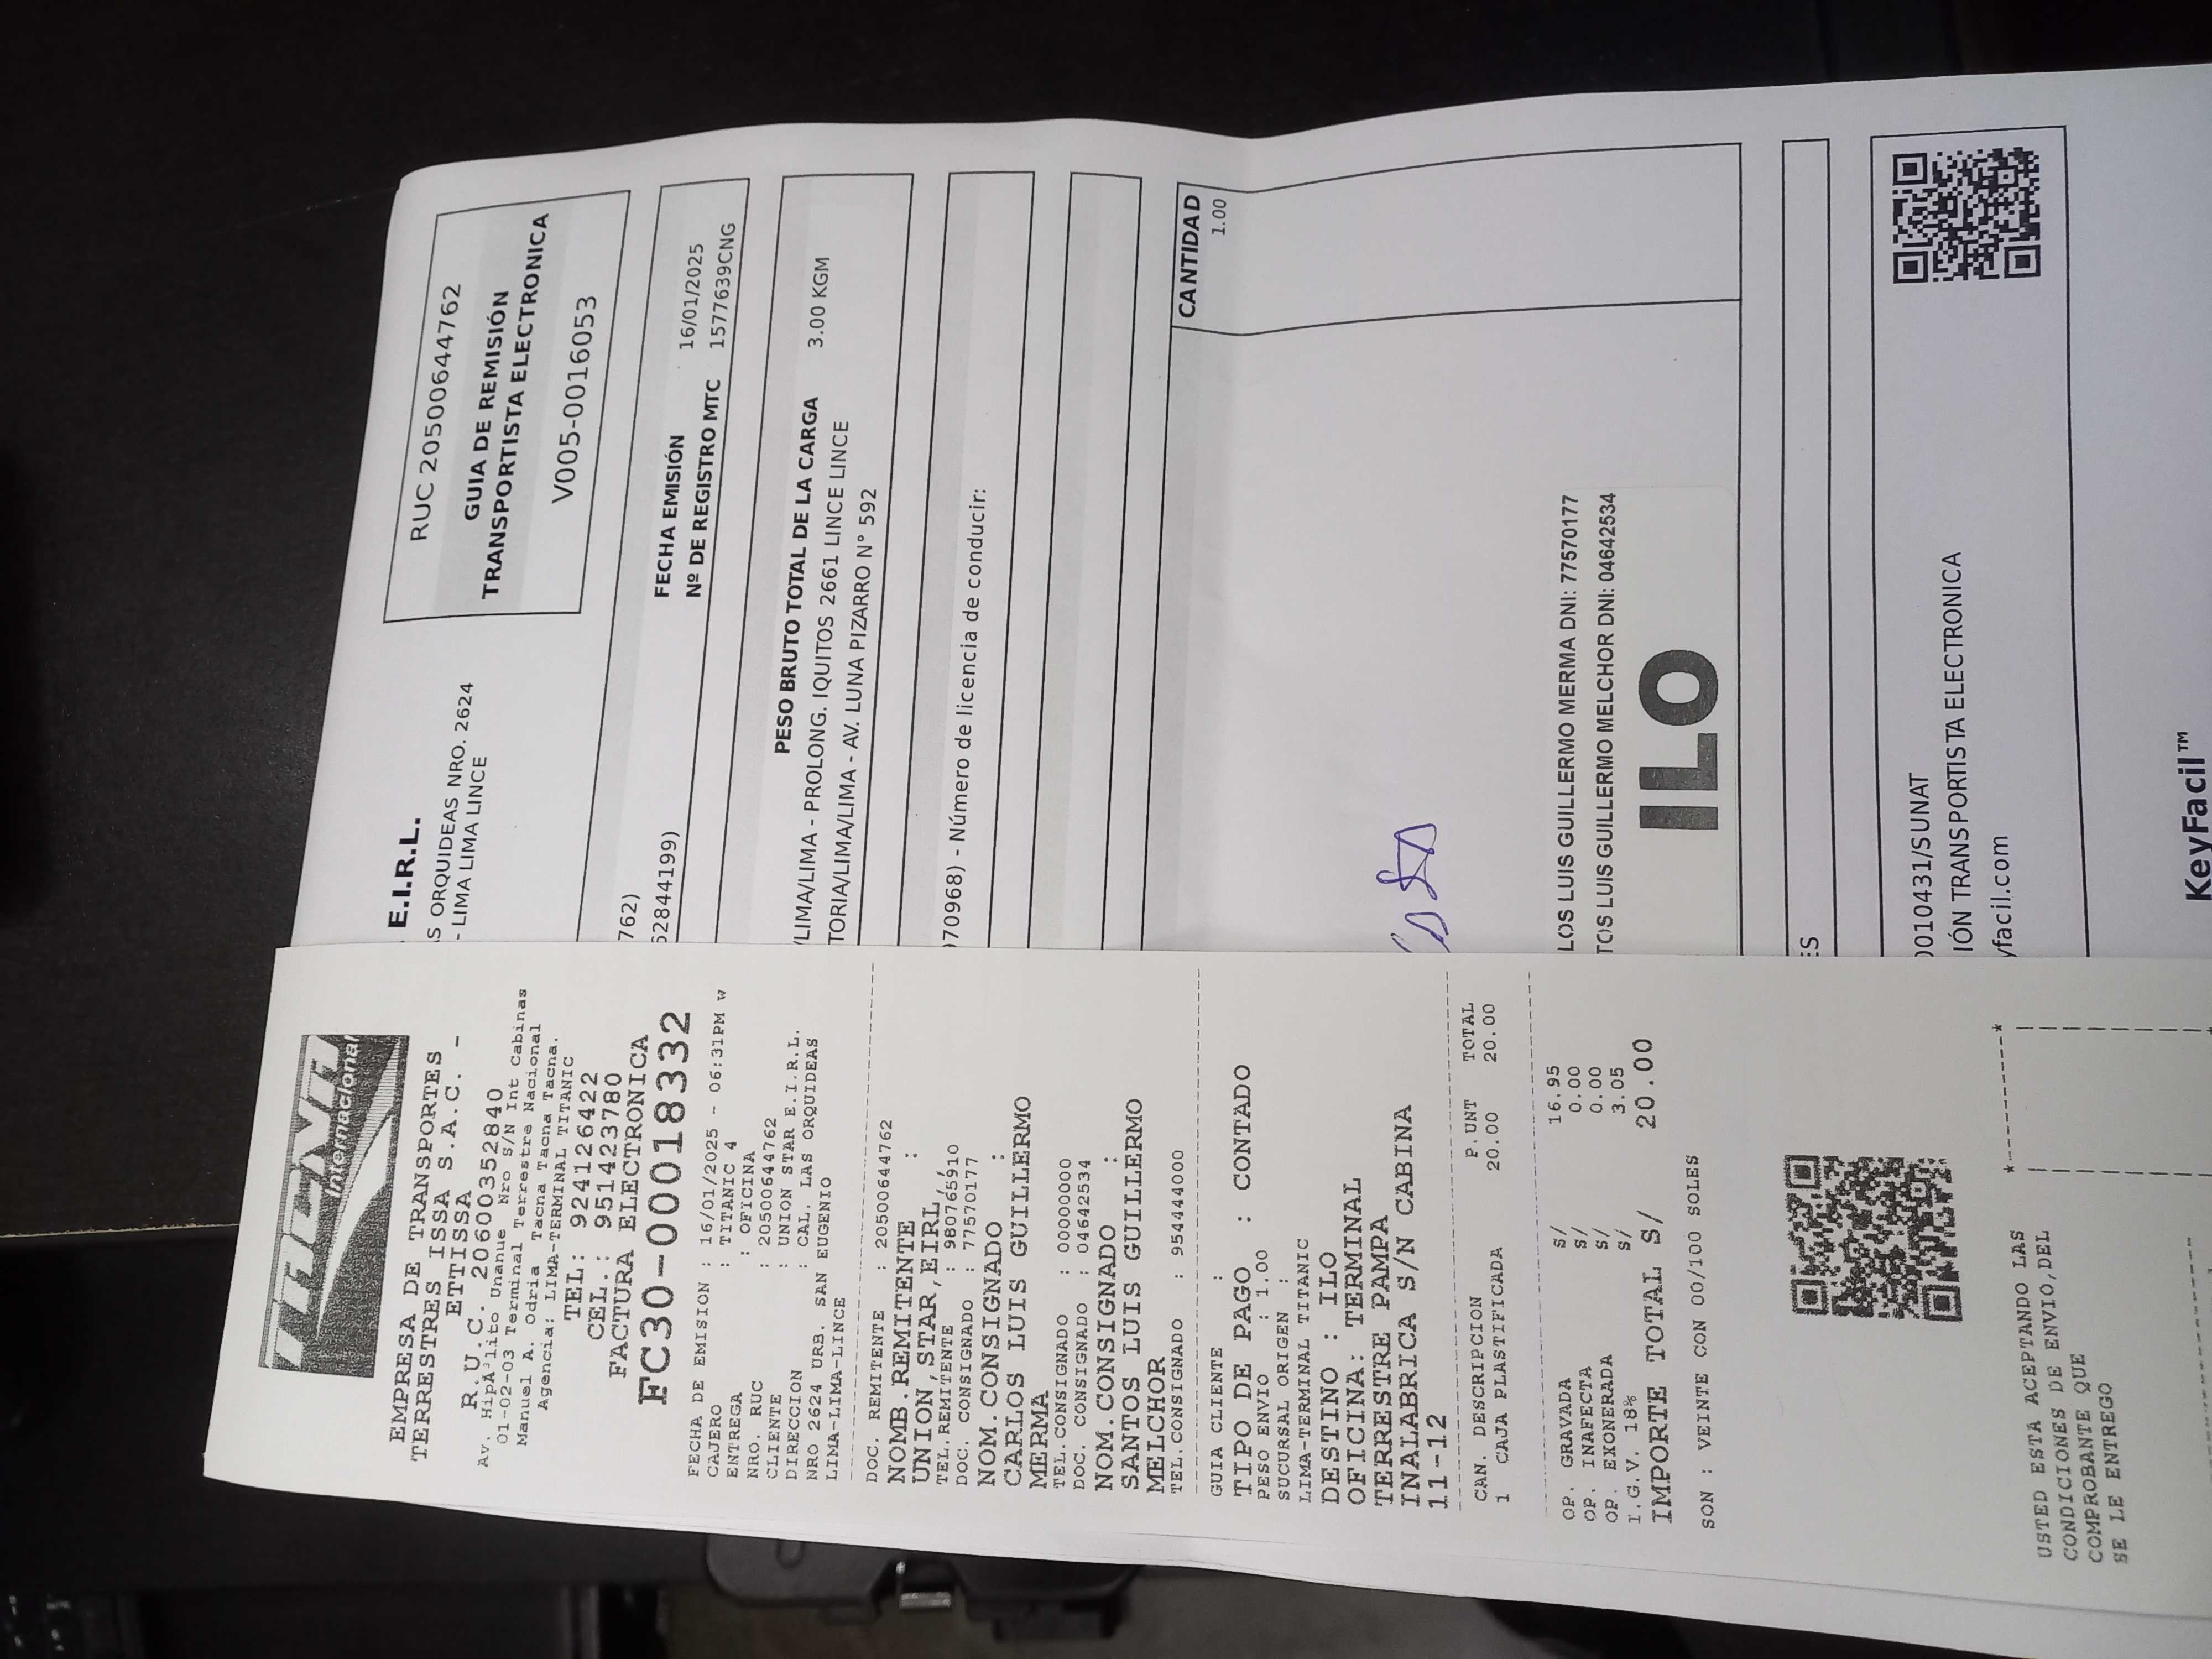 TACNA
Internacional
EMPRESA DE TRANSPORTES
TERRESTRES ISSA S.A.C. -
ETTISSA
R.U.C. 20600352840
Av. HipÃ³lito Unanue Nro S/N Int Cabinas
01-02-03 Terminal Terrestre Nacional
Manuel A. Odria Tacna Tacna Tacna.
Agencia: LIMA-TERMINAL TITANIC
TEL: 924126422
CEL.: 951423780
FACTURA ELECTRONICA
FC30-00018332
FECHA DE EMISION : 16/01/2025 - 06:31PM w
CAJERO : TITANIC 4
ENTREGA : OFICINA
NRO. RUC : 20500644762
CLIENTE : UNION STAR E.I.R.L.
DIRECCION : CAL. LAS ORQUIDEAS
NRO 2624 URB. SAN EUGENIO
LIMA-LIMA-LINCE
DOC. REMITENTE : 20500644762
NOMB.REMITENTE :
UNION,STAR,EIRL,,
TEL.REMITENTE : 980765910
DOC. CONSIGNADO : 77570177
NOM.CONSIGNADO :
CARLOS LUIS GUILLERMO
MERMA
TEL.CONSIGNADO : 00000000
DOC. CONSIGNADO : 04642534
NOM.CONSIGNADO :
SANTOS LUIS GUILLERMO
MELCHOR
TEL.CONSIGNADO : 954444000
GUIA CLIENTE :
TIPO DE PAGO : CONTADO
PESO ENVIO : 1.00
SUCURSAL ORIGEN :
LIMA-TERMINAL TITANIC
DESTINO : ILO
OFICINA: TERMINAL
TERRESTRE PAMPA
INALABRICA S/N CABINA
11-12
CAN. DESCRIPCION P.UNT TOTAL
1 CAJA PLASTIFICADA 20.00 20.00
OP. GRAVADA S/ 16.95
OP. INAFECTA S/ 0.00
OP. EXONERADA S/ 0.00
I.G.V. 18% S/ 3.05
IMPORTE TOTAL S/ 20.00
SON : VEINTE CON 00/100 SOLES
USTED ESTA ACEPTANDO LAS
CONDICIONES DE ENVIO,DEL
COMPROBANTE QUE
SE LE ENTREGO
E.I.R.L.
S ORQUIDEAS NRO. 2624
- LIMA LIMA LINCE
RUC 20500644762
GUIA DE REMISIÓN
TRANSPORTISTA ELECTRONICA
V005-00160​53
762)
52844199)
FECHA EMISIÓN 16/01/2025
Nº DE REGISTRO MTC 1577639CNG
PESO BRUTO TOTAL DE LA CARGA 3.00 KGM
/LIMA/LIMA - PROLONG. IQUITOS 2661 LINCE LINCE
TORIA/LIMA/LIMA - AV. LUNA PIZARRO N° 592
970968) - Número de licencia de conducir:
CANTIDAD
1.00
LOS LUIS GUILLERMO MERMA DNI: 77570177
TOS LUIS GUILLERMO MELCHOR DNI: 04642534
ILO
ES
0010431/SUNAT
IÓN TRANSPORTISTA ELECTRONICA
yfacil.com
KeyFacil™